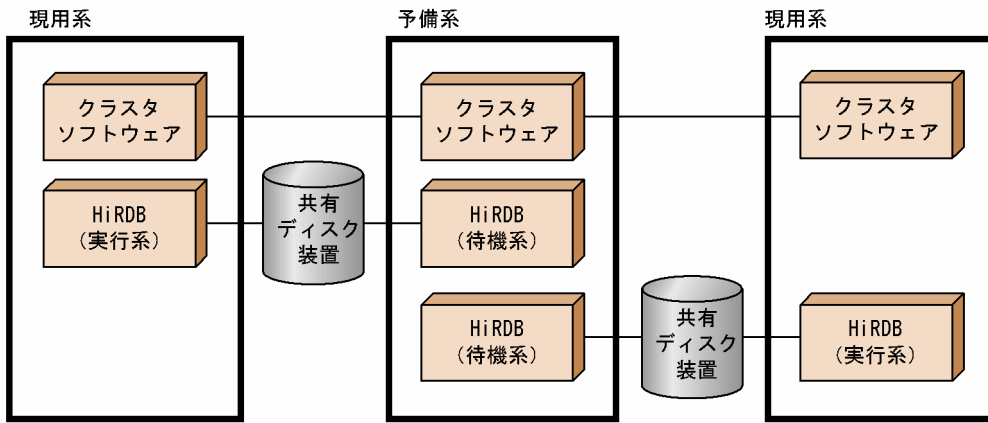 現用系
予備系
現用系
クラスタ
ソフトウェア
クラスタ
ソフトウェア
クラスタ
ソフトウェア
HiRDB
(実行系)
共有
ディスク
装置
HiRDB
(待機系)
HiRDB
(待機系)
共有
ディスク
装置
HiRDB
(実行系)